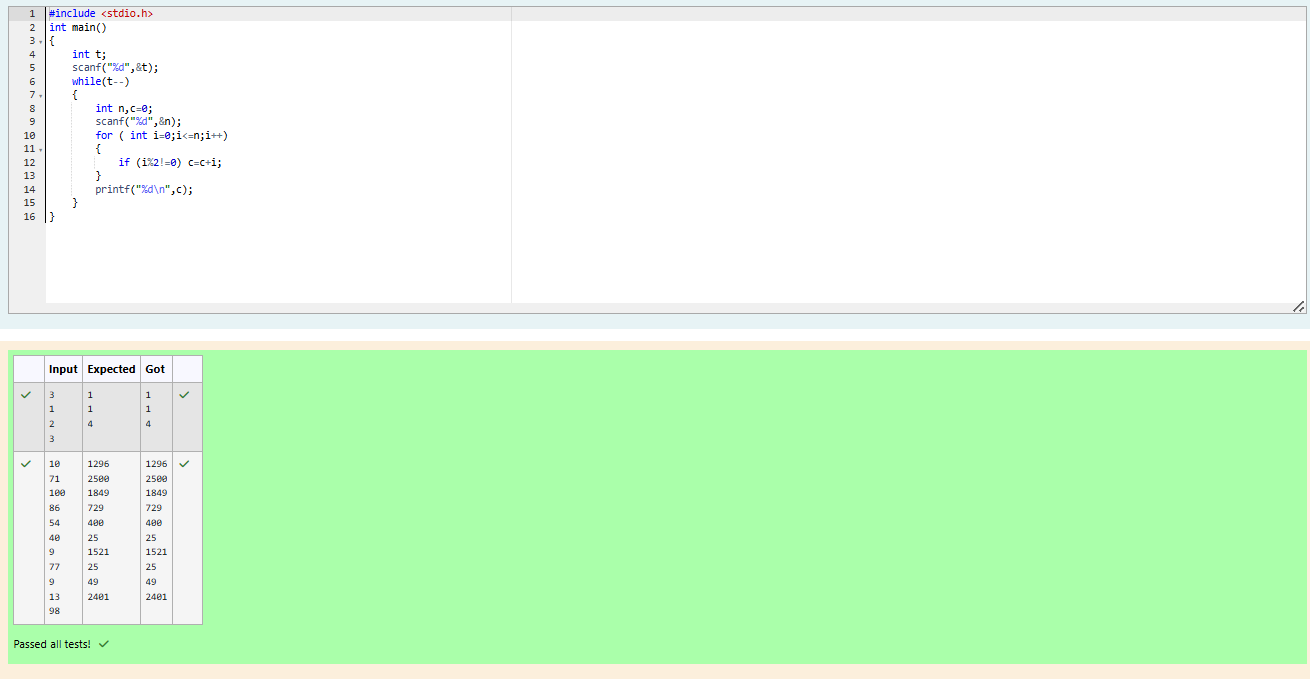 1 #include <stdio.h>
2 int main()
3 {
4     int t;
5     scanf("%d",&t);
6     while(t--)
7     {
8         int n,c=0;
9         scanf("%d",&n);
10         for ( int i=0;i<=n;i++)
11         {
12             if (i%2!=0) c=c+i;
13         }
14         printf("%d\n",c);
15     }
16 }
Input Expected Got
3 1 1
1 1 1
2 4 4
3
10 1296 1296
71 2500 2500
100 1849 1849
86 729 729
54 400 400
40 25 25
9 1521 1521
77 25 25
9 49 49
13 2401 2401
98
Passed all tests!